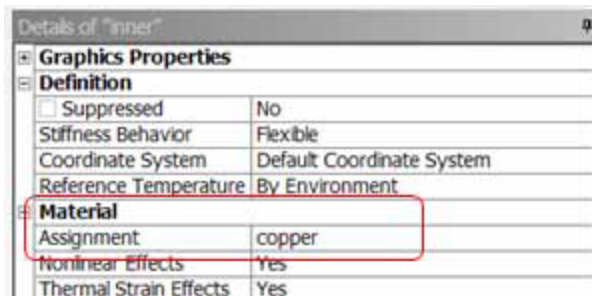 Details of "inner"
Graphics Properties
Definition
Suppressed No
Stiffness Behavior Flexible
Coordinate System Default Coordinate System
Reference Temperature By Environment
Material
Assignment copper
Nonlinear Effects Yes
Thermal Strain Effects Yes